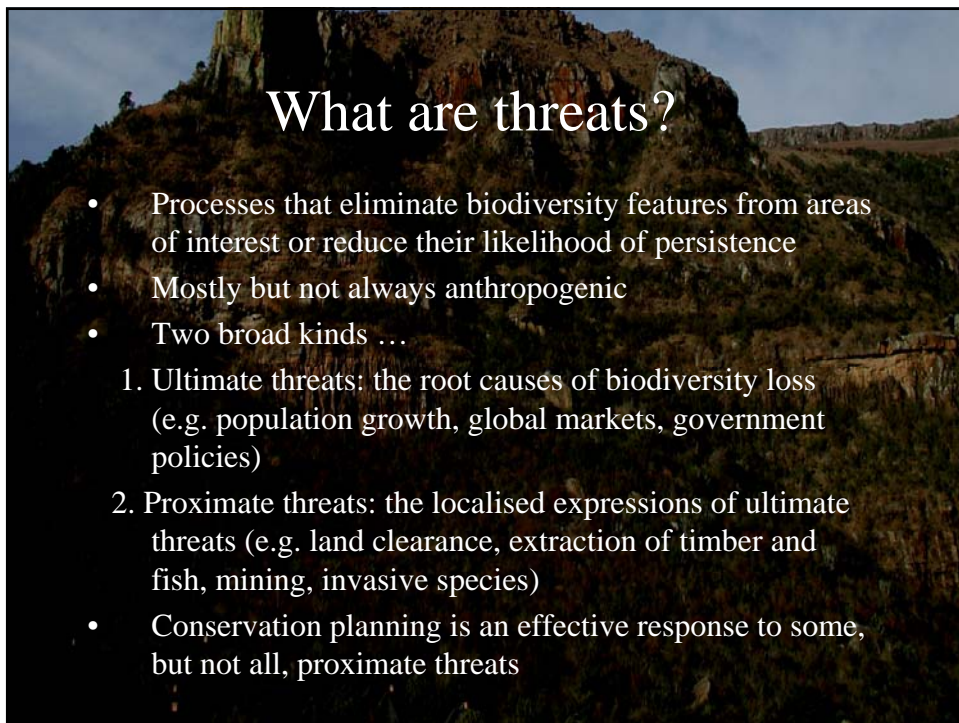 What are threats?
• Processes that eliminate biodiversity features from areas
of interest or reduce their likelihood of persistence
• Mostly but not always anthropogenic
• Two broad kinds …
1. Ultimate threats: the root causes of biodiversity loss
(e.g. population growth, global markets, government
policies)
2. Proximate threats: the localised expressions of ultimate
threats (e.g. land clearance, extraction of timber and
fish, mining, invasive species)
• Conservation planning is an effective response to some,
but not all, proximate threats